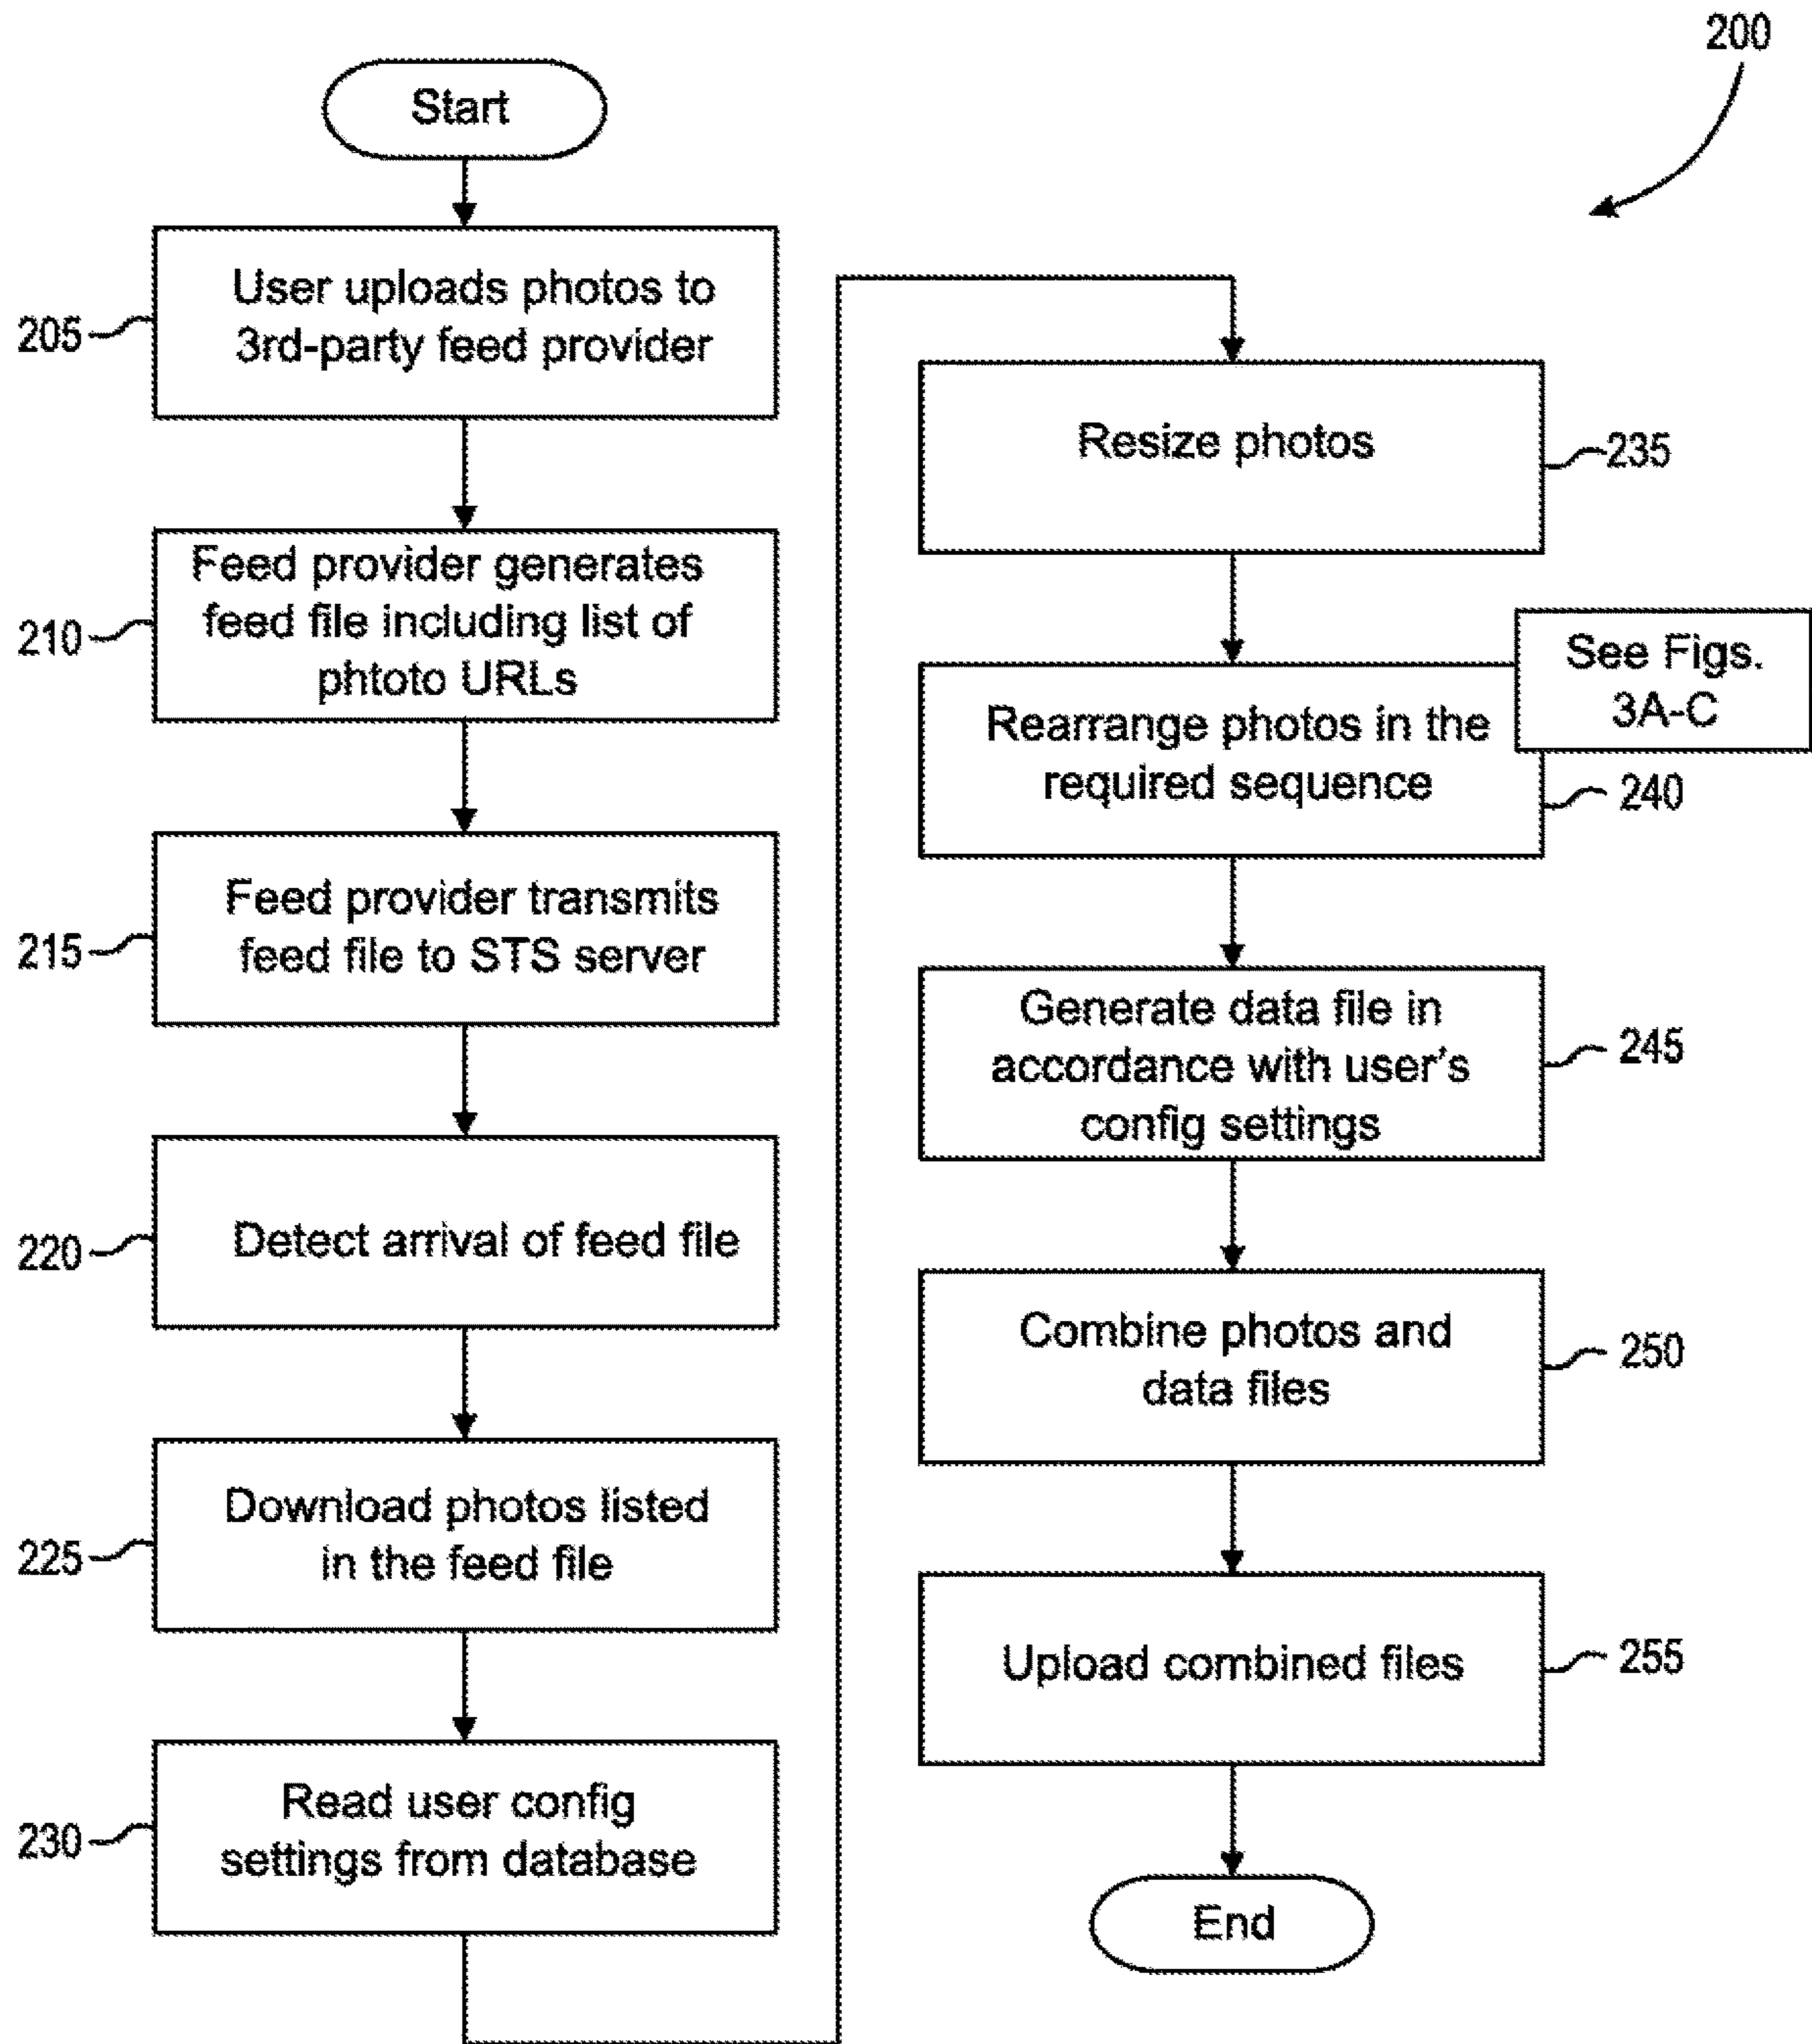 200
Start
User uploads photos to
3rd-party feed provider
205
Feed provider generates
feed file including list of
phtoto URLs
210
Feed provider transmits
feed file to STS server
215
Detect arrival of feed file
220
Download photos listed
in the feed file
225
Read user config
settings from database
230
Resize photos
235
See Figs.
3A-C
Rearrange photos in the
required sequence
240
Generate data file in
accordance with user's
config settings
245
Combine photos and
data files
250
Upload combined files
255
End